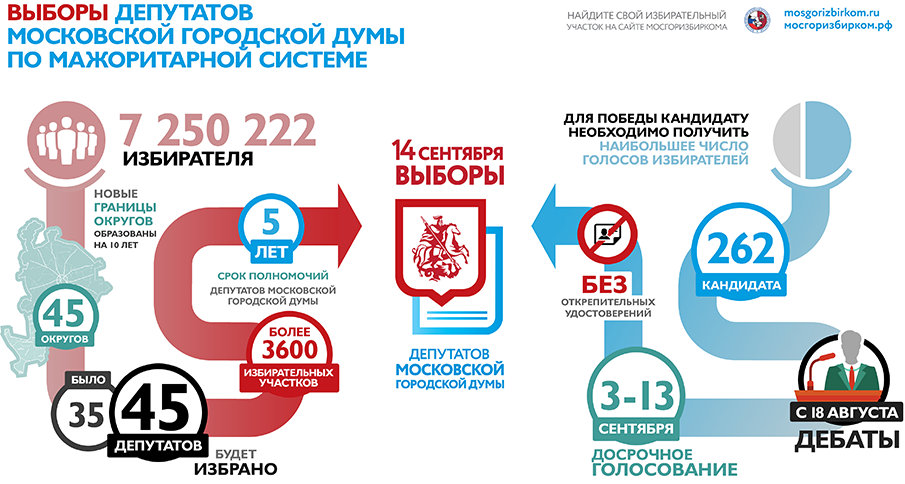 ВЫБОРЫ ДЕПУТАТОВ
МОСКОВСКОЙ ГОРОДСКОЙ ДУМЫ
ПО МАЖОРИТАРНОЙ СИСТЕМЕ
НАЙДИТЕ СВОЙ ИЗБИРАТЕЛЬНЫЙ
УЧАСТОК НА САЙТЕ МОСГОРИЗБИРКОМА
mosgorizbirkom.ru
мосгоризбирком.рф
7 250 222
ИЗБИРАТЕЛЯ
НОВЫЕ
ГРАНИЦЫ
ОКРУГОВ
ОБРАЗОВАНЫ
НА 10 ЛЕТ
45
ОКРУГОВ
БЫЛО
35
45
ДЕПУТАТОВ
БУДЕТ
ИЗБРАНО
БОЛЕЕ
3600
ИЗБИРАТЕЛЬНЫХ
УЧАСТКОВ
5
ЛЕТ
СРОК ПОЛНОМОЧИЙ
ДЕПУТАТОВ МОСКОВСКОЙ
ГОРОДСКОЙ ДУМЫ
14 СЕНТЯБРЯ
ВЫБОРЫ
ДЕПУТАТОВ
МОСКОВСКОЙ
ГОРОДСКОЙ ДУМЫ
ДЛЯ ПОБЕДЫ КАНДИДАТУ
НЕОБХОДИМО ПОЛУЧИТЬ
НАИБОЛЬШЕЕ ЧИСЛО
ГОЛОСОВ ИЗБИРАТЕЛЕЙ
262
КАНДИДАТА
С 18 АВГУСТА
ДЕБАТЫ
3-13
СЕНТЯБРЯ
ДОСРОЧНОЕ
ГОЛОСОВАНИЕ
БЕЗ
ОТКРЕПИТЕЛЬНЫХ
УДОСТОВЕРЕНИЙ